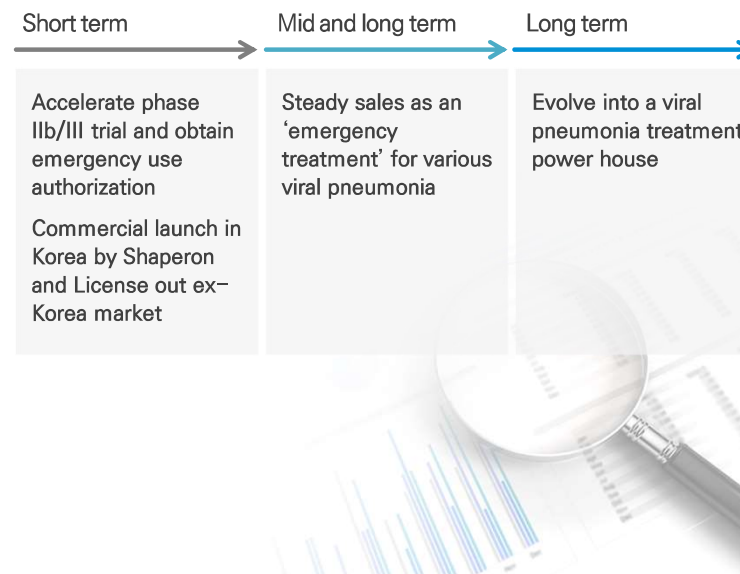 Short term
Accelerate phase
IIb/III trial and obtain
emergency use
authorization
Commercial launch in
Korea by Shaperon
and License out ex-
Korea market
Mid and long term
Steady sales as an
‘emergency
treatment’ for various
viral pneumonia
Long term
Evolve into a viral
pneumonia treatment
power house